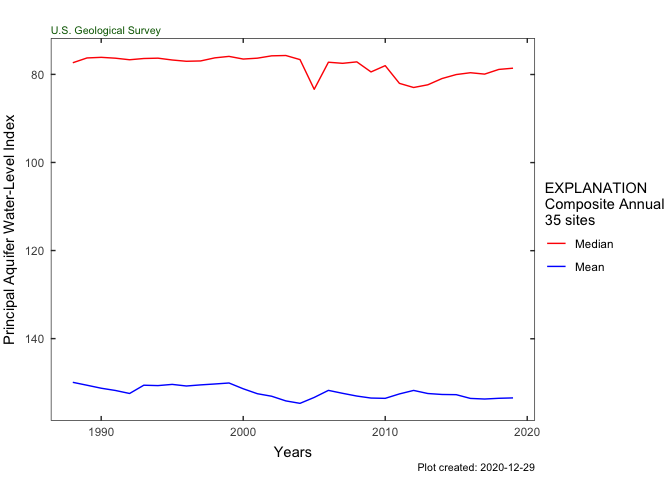 U.S. Geological Survey
Principal Aquifer Water-Level Index
80
100
120
140
1990
2000
2010
2020
Years
EXPLANATION
Composite Annual
35 sites
Median
Mean
Plot created: 2020-12-29